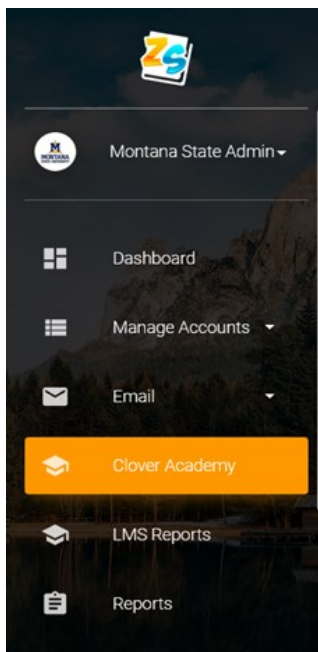 ZS
Montana State Admin
Dashboard
Manage Accounts
Email
Clover Academy
LMS Reports
Reports